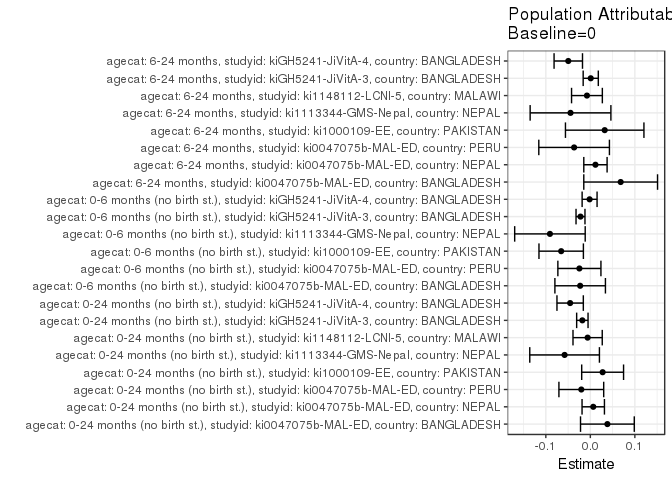 Population Attributab
Baseline=0
agecat: 6-24 months, studyid: kiGH5241-JiVitA-4, country: BANGLADESH
agecat: 6-24 months, studyid: kiGH5241-JiVitA-3, country: BANGLADESH
agecat: 6-24 months, studyid: ki1148112-LCNI-5, country: MALAWI
agecat: 6-24 months, studyid: ki1113344-GMS-Nepal, country: NEPAL
agecat: 6-24 months, studyid: ki1000109-EE, country: PAKISTAN
agecat: 6-24 months, studyid: ki0047075b-MAL-ED, country: PERU
agecat: 6-24 months, studyid: ki0047075b-MAL-ED, country: NEPAL
agecat: 6-24 months, studyid: ki0047075b-MAL-ED, country: BANGLADESH
agecat: 0-6 months (no birth st.), studyid: kiGH5241-JiVitA-4, country: BANGLADESH
agecat: 0-6 months (no birth st.), studyid: kiGH5241-JiVitA-3, country: BANGLADESH
agecat: 0-6 months (no birth st.), studyid: ki1113344-GMS-Nepal, country: NEPAL
agecat: 0-6 months (no birth st.), studyid: ki1000109-EE, country: PAKISTAN
agecat: 0-6 months (no birth st.), studyid: ki0047075b-MAL-ED, country: PERU
agecat: 0-6 months (no birth st.), studyid: ki0047075b-MAL-ED, country: BANGLADESH
agecat: 0-24 months (no birth st.), studyid: kiGH5241-JiVitA-4, country: BANGLADESH
agecat: 0-24 months (no birth st.), studyid: kiGH5241-JiVitA-3, country: BANGLADESH
agecat: 0-24 months (no birth st.), studyid: ki1148112-LCNI-5, country: MALAWI
agecat: 0-24 months (no birth st.), studyid: ki1113344-GMS-Nepal, country: NEPAL
agecat: 0-24 months (no birth st.), studyid: ki1000109-EE, country: PAKISTAN
agecat: 0-24 months (no birth st.), studyid: ki0047075b-MAL-ED, country: PERU
agecat: 0-24 months (no birth st.), studyid: ki0047075b-MAL-ED, country: NEPAL
agecat: 0-24 months (no birth st.), studyid: ki0047075b-MAL-ED, country: BANGLADESH
-0.1 0.0 0.1
Estimate